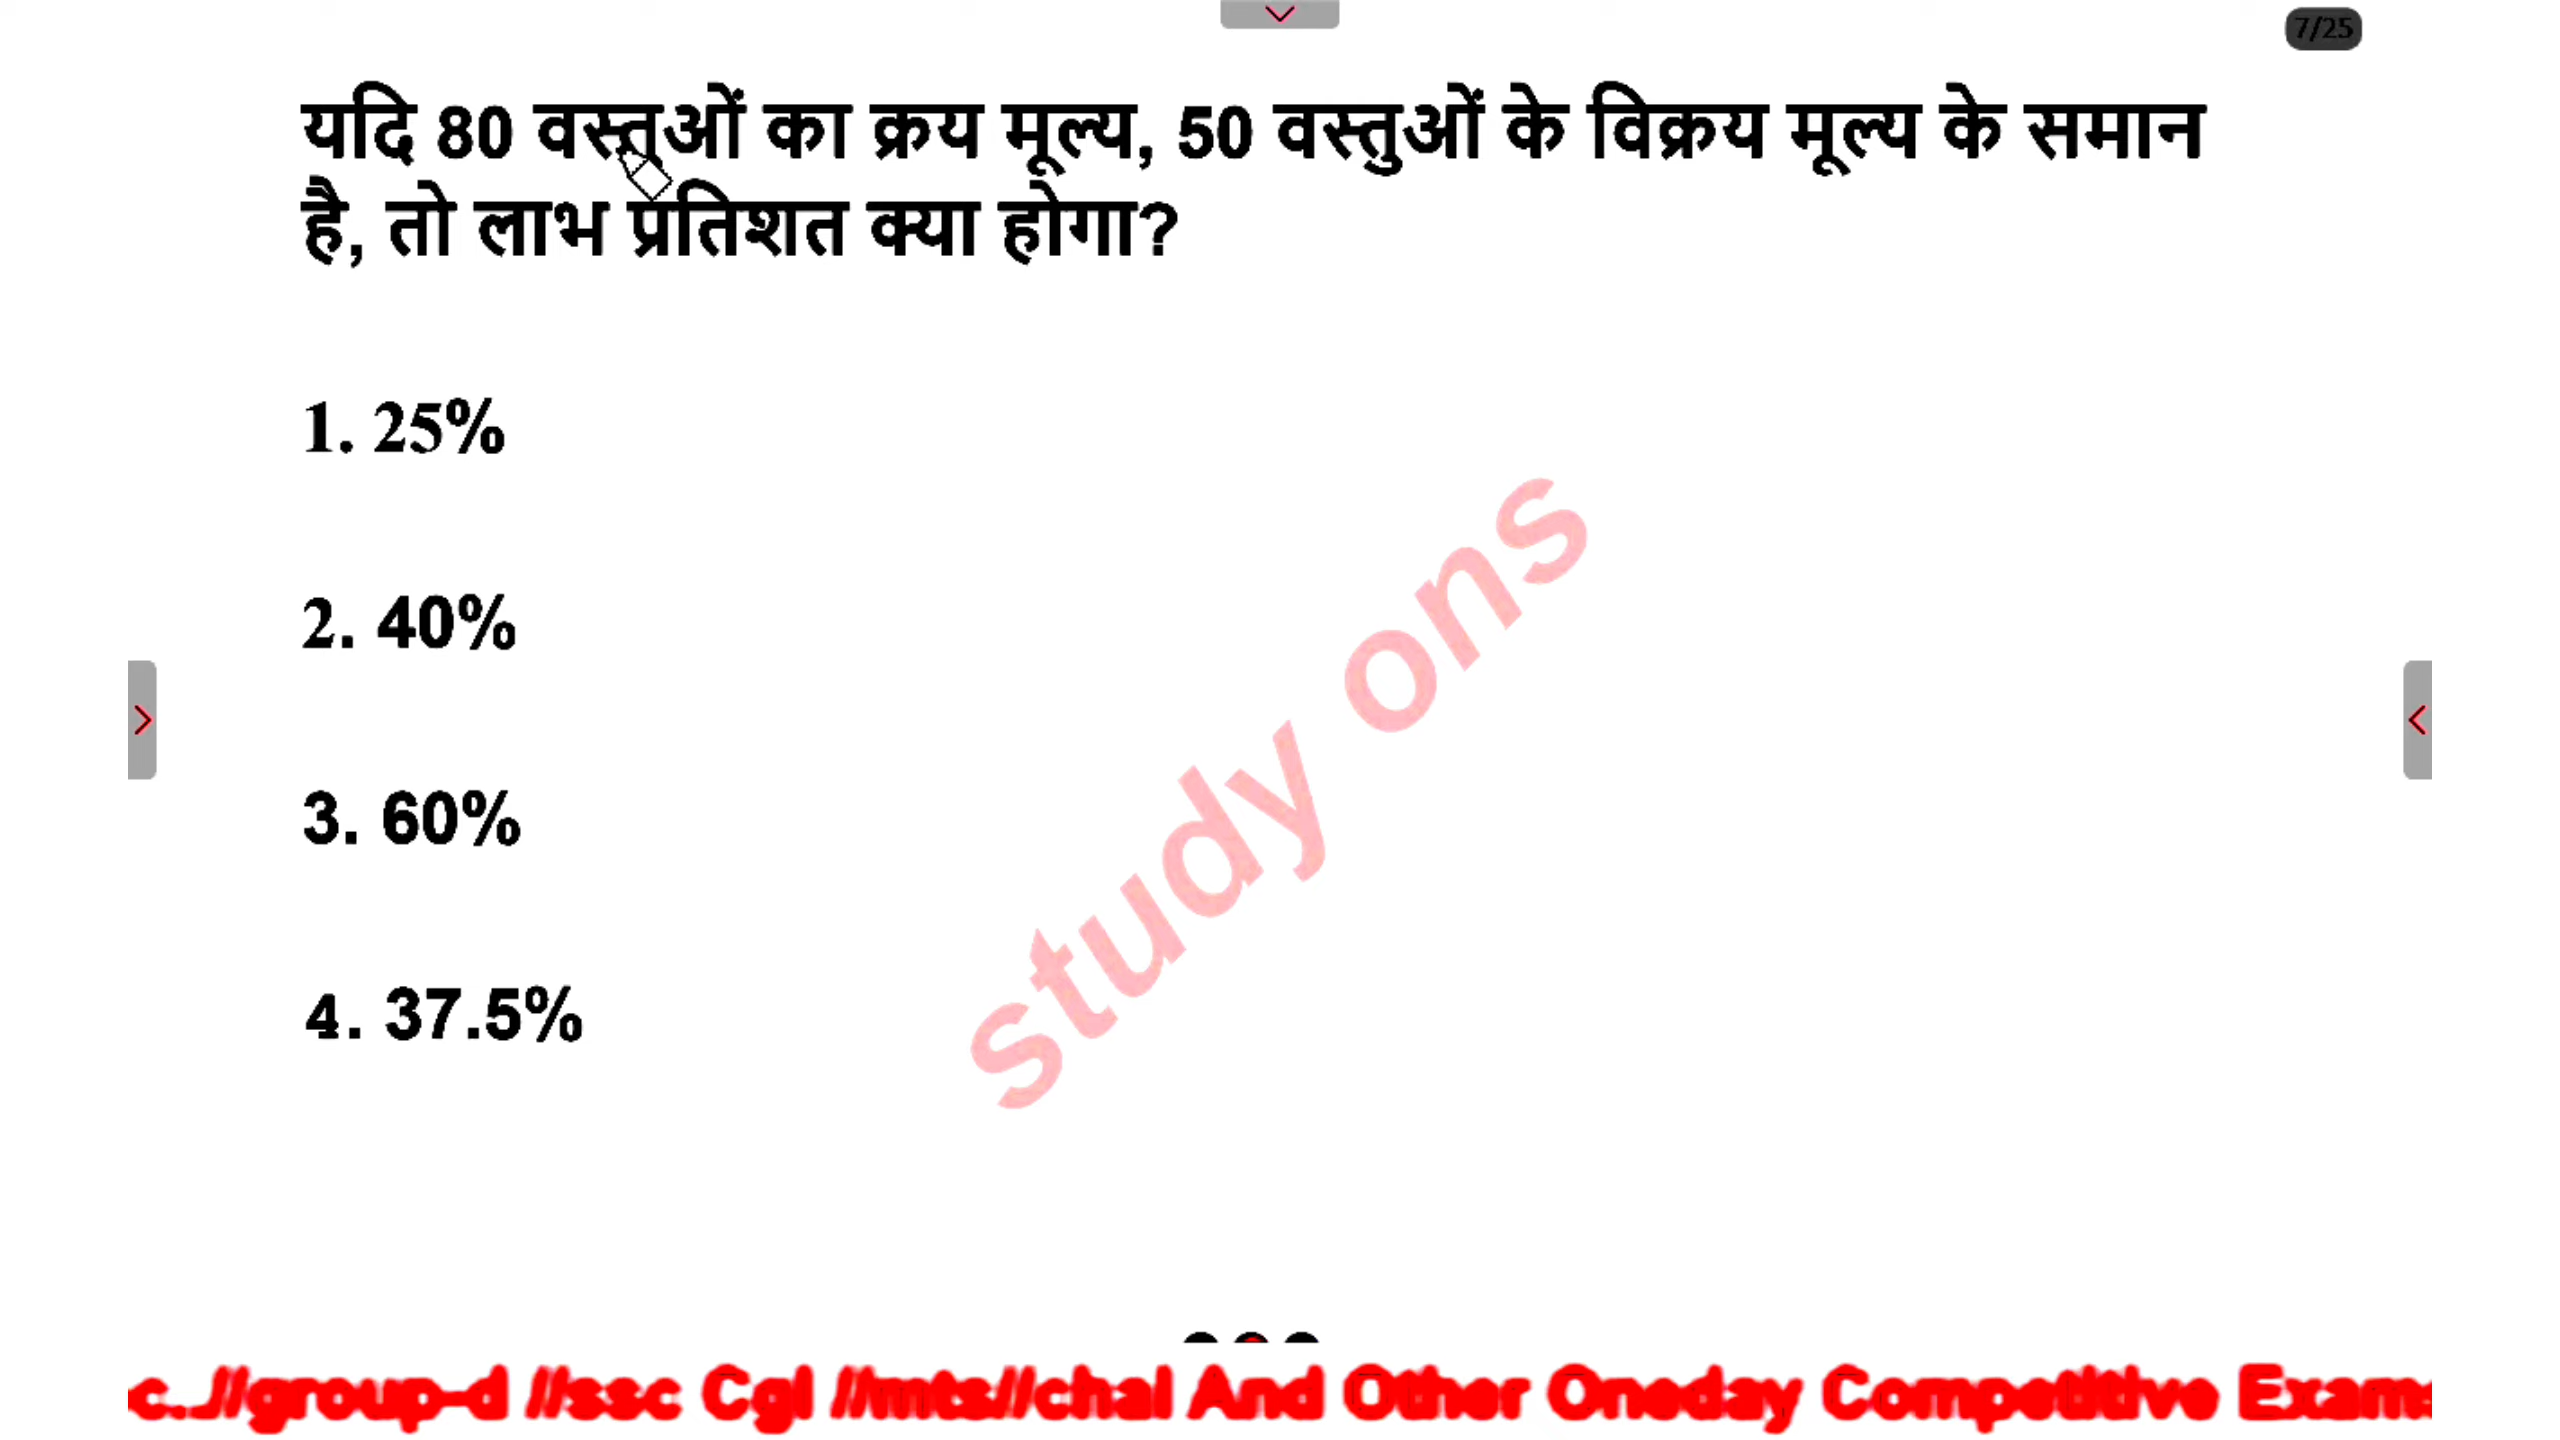 7/25
यदि 80 वस्तुओं का क्रय मूल्य, 50 वस्तुओं के विक्रय मूल्य के समान
है, तो लाभ प्रतिशत क्या होगा?
1. 25%
2. 40%
3. 60%
4. 37.5%
study ons
c..//group-d //ssc Cgl //mts//chal And Other Oneday Competitive Exams